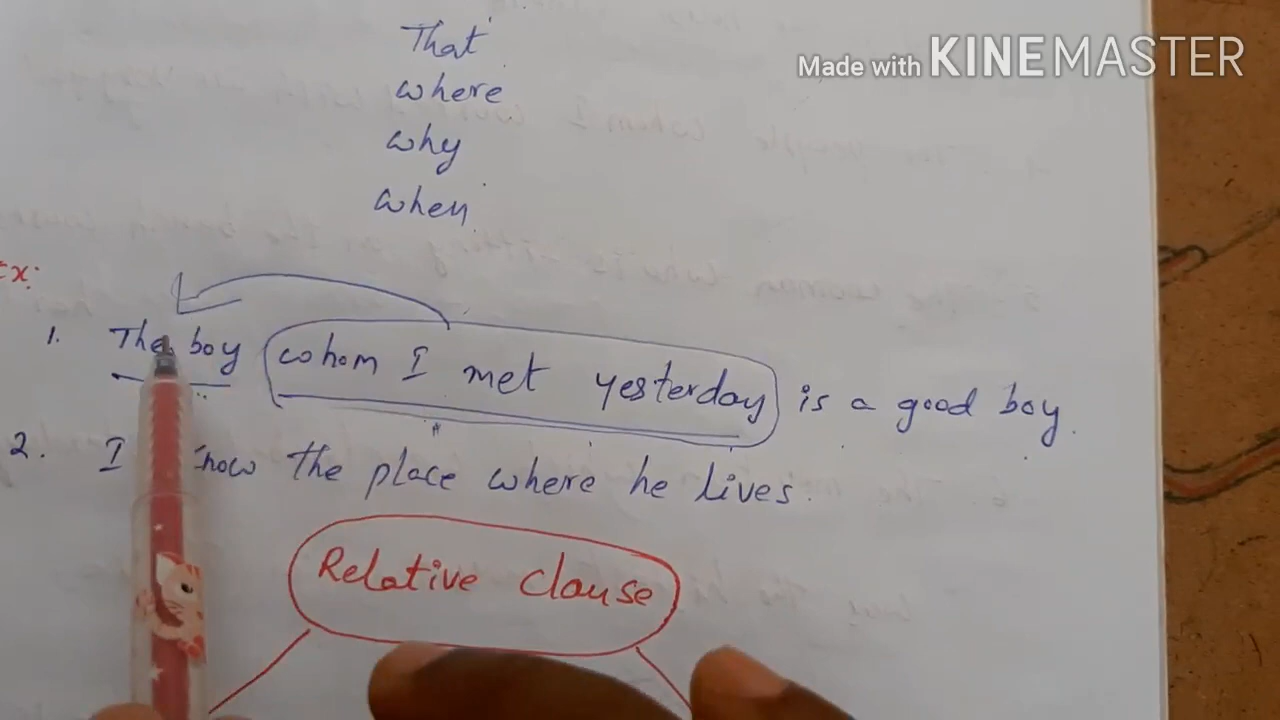 Made with KINEMASTER
That
where
why
when
Ex:
1. The boy whom I met yesterday is a good boy.
2. I know the place where he lives.
Relative Clause